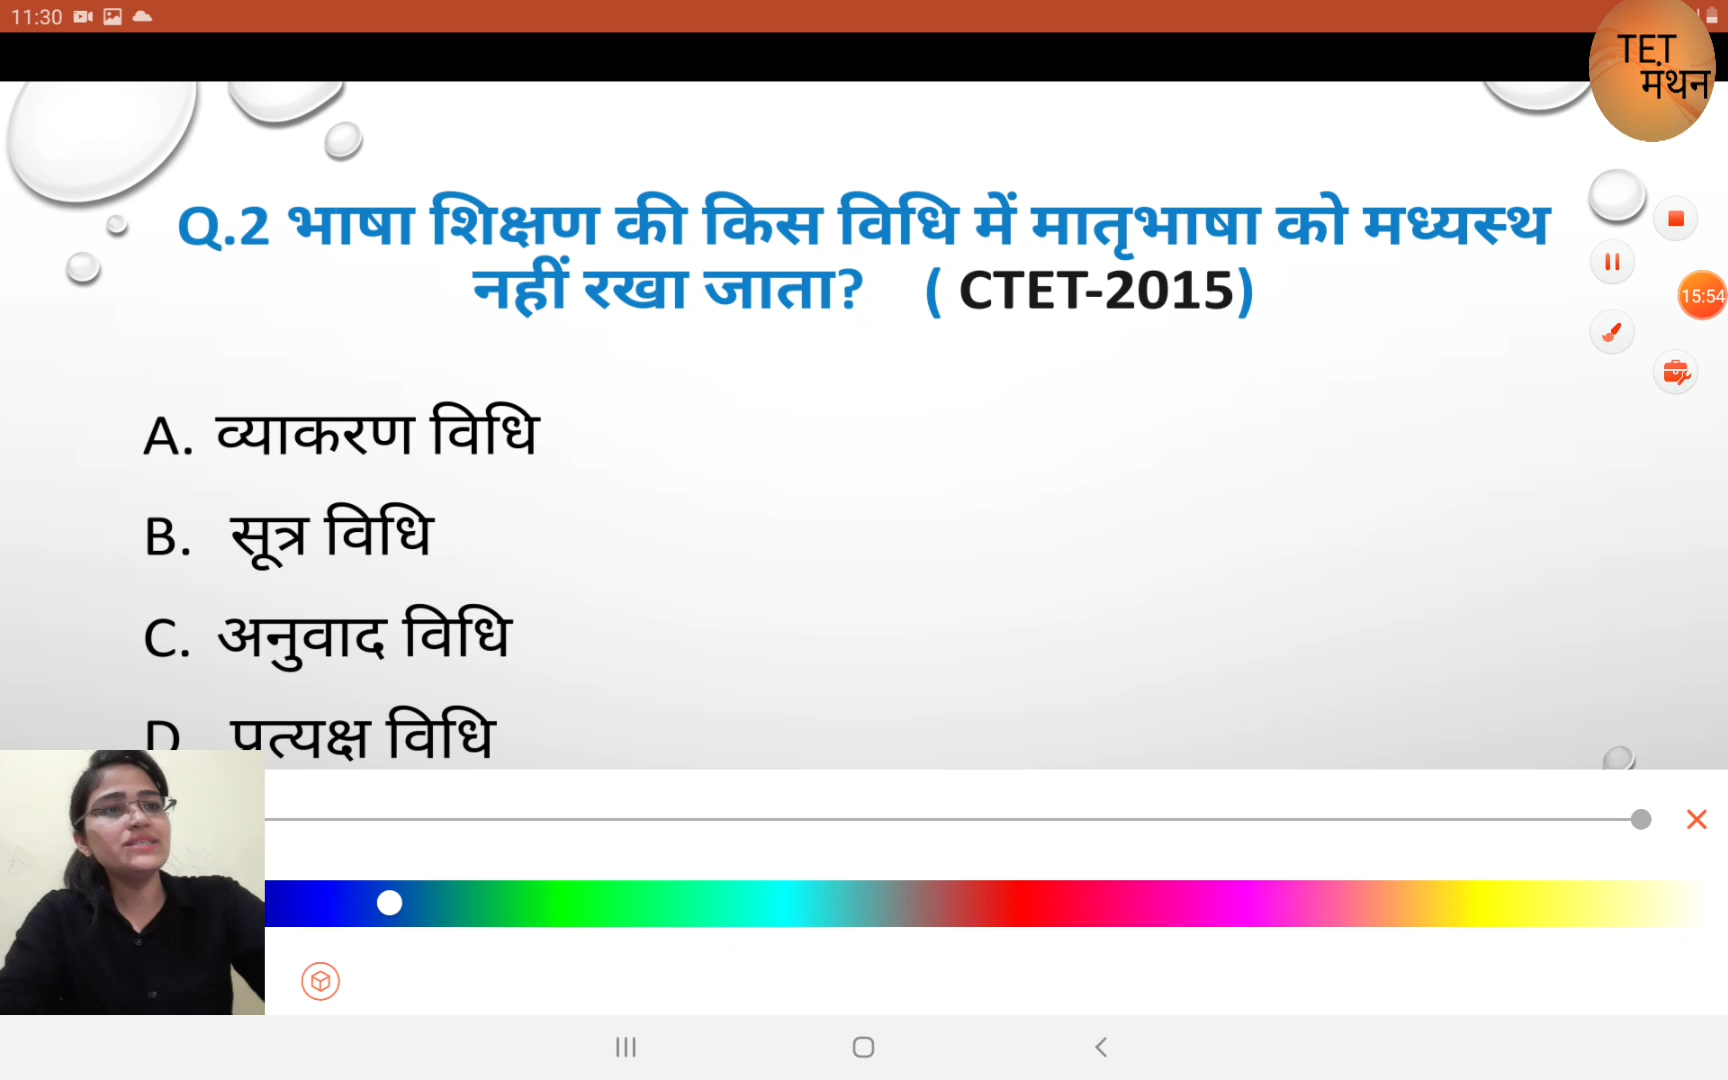 11:30
TET
मंथन
Q.2 भाषा शिक्षण की किस विधि में मातृभाषा को मध्यस्थ
नहीं रखा जाता? ( CTET-2015)
15:54
A. व्याकरण विधि
B. सूत्र विधि
C. अनुवाद विधि
D. प्रत्यक्ष विधि